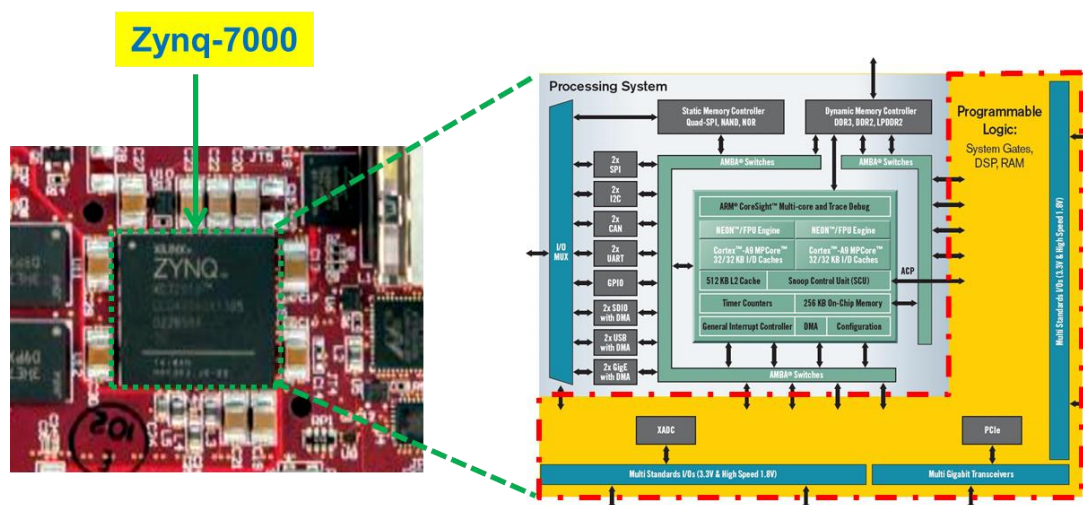 Zynq-7000
XILINX
ZYNQ
Processing System
Static Memory Controller
Quad-SPI, NAND, NOR
Dynamic Memory Controller
DDR3, DDR2, LPDDR2
Programmable
Logic:
System Gates,
DSP, RAM
AMBA® Switches
AMBA® Switches
2x
SPI
2x
I2C
2x
CAN
2x
UART
GPIO
2x SDIO
with DMA
2x USB
with DMA
2x GigE
with DMA
I/O
MUX
ARM® CoreSight™ Multi-core and Trace Debug
NEON™/FPU Engine
NEON™/FPU Engine
Cortex™-A9 MPCore™
32/32 KB I/D Caches
Cortex™-A9 MPCore™
32/32 KB I/D Caches
512 KB L2 Cache
Snoop Control Unit (SCU)
Timer Counters
256 KB On-Chip Memory
General Interrupt Controller
DMA
Configuration
ACP
AMBA® Switches
Multi Standards I/Os (3.3V & High Speed 1.8V)
XADC
PCIe
Multi Standards I/Os (3.3V & High Speed 1.8V)
Multi Gigabit Transceivers